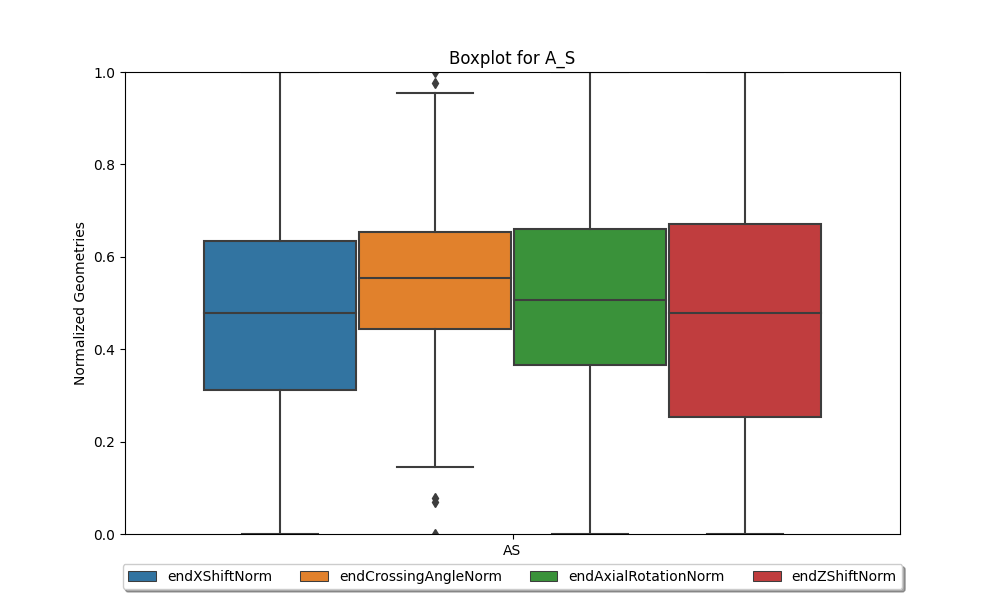 Boxplot for A_S
1.0
0.8
0.6
0.4
0.2
0.0
Normalized Geometries
AS
endXShiftNorm endCrossingAngleNorm endAxialRotationNorm endZShiftNorm